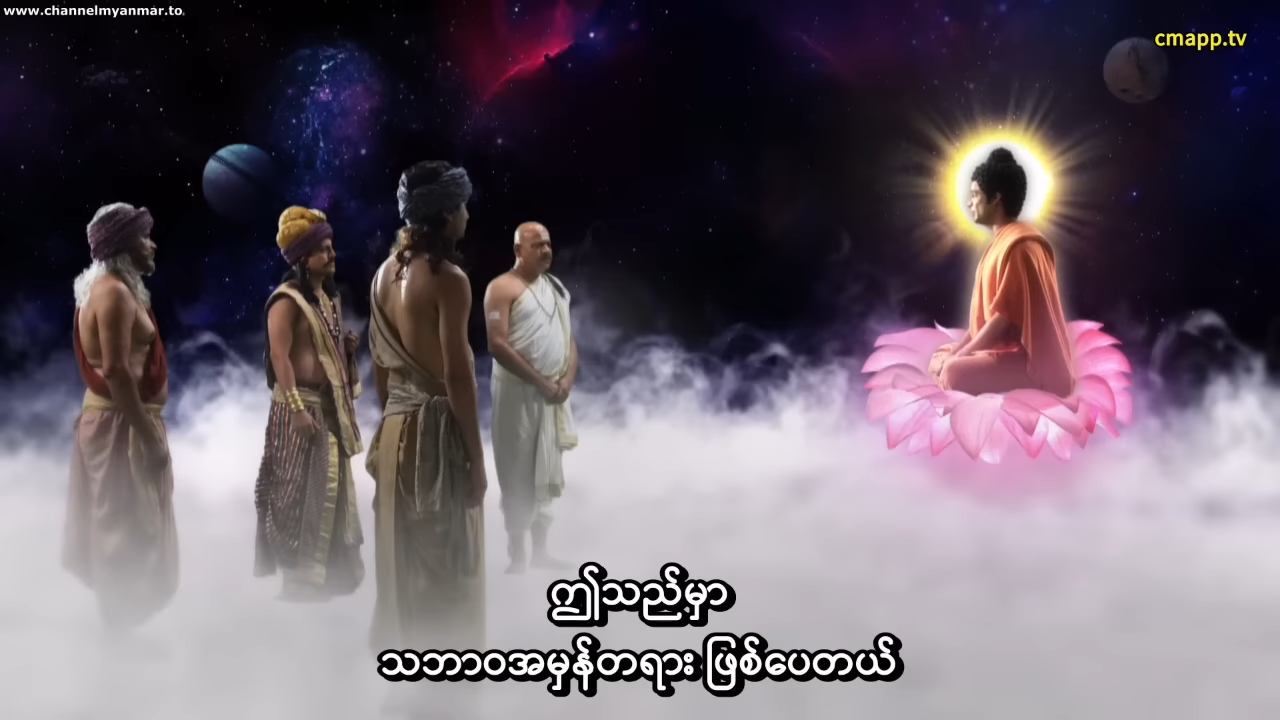 www.channelmyanmar.to
cmapp.tv
ဤသည်မှာ
သဘာဝအမှန်တရား ဖြစ်ပေတယ်